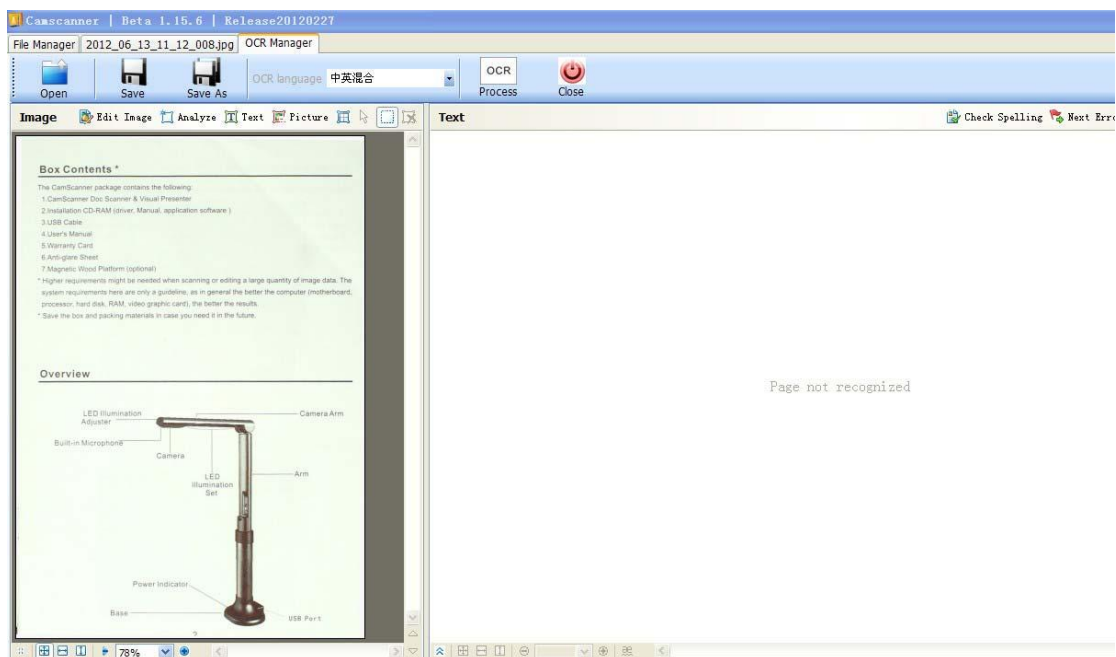 Camscanner | Beta 1.15.6 | Release20120227
File Manager 2012_06_13_11_12_008.jpg OCR Manager
Open Save Save As OCR language 中英混合 OCR Process Close
Image Edit Image Analyze Text Picture Text Check Spelling Next Erro
Box Contents *
The CamScanner package contains the following:
1.CamScanner Doc Scanner & Visual Presenter
2.Installation CD-RAM (driver, Manual, application software )
3.USB Cable
4.User's Manual
5.Warranty Card
6.Anti-glare Sheet
7.Magnetic Wood Platform (optional)
* Higher requirements might be needed when scanning or editing a large quantity of image data. The
system requirements here are only a guideline, as in general the better the computer (motherboard,
processor, hard disk, RAM, video graphic card), the better the results.
* Save the box and packing materials in case you need it in the future.
Overview
LED Illumination
Adjuster
Camera Arm
Built-in Microphone
Camera
LED
Illumination
Set
Arm
Power Indicator
Base
USB Port
Page not recognized
78%